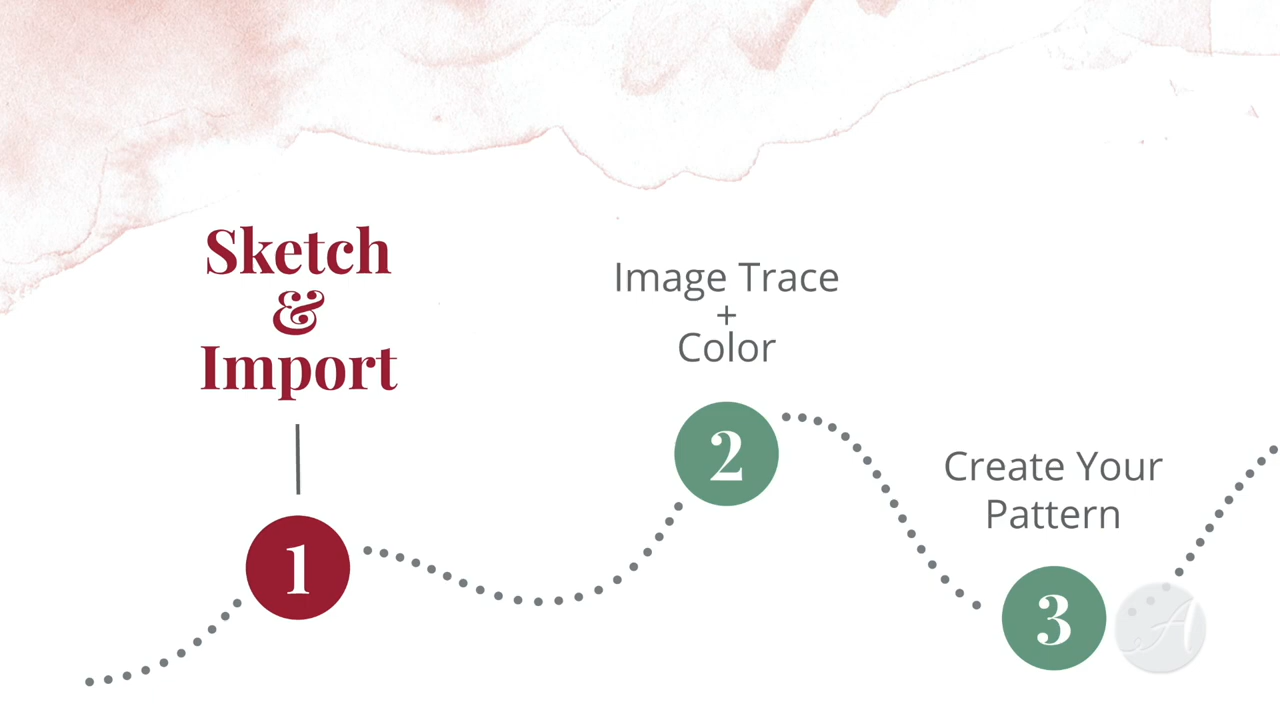 Sketch
&
Import
1
Image Trace
+
Color
2
Create Your
Pattern
3
A